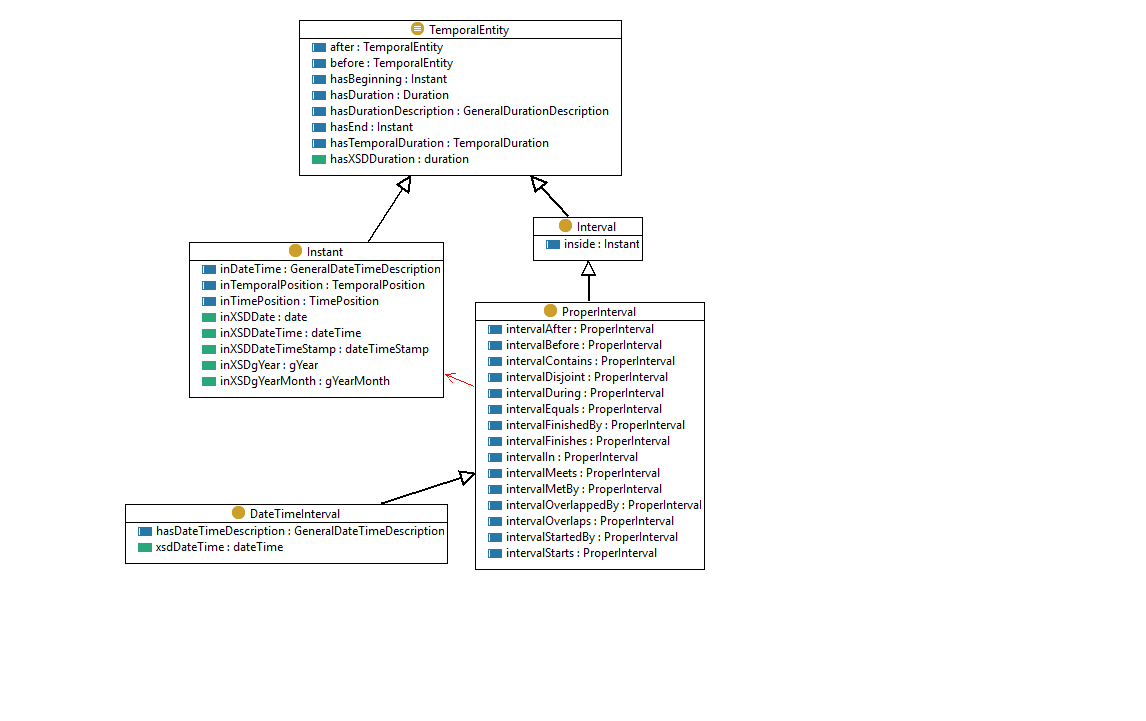 TemporalEntity
after : TemporalEntity
before : TemporalEntity
hasBeginning : Instant
hasDuration : Duration
hasDurationDescription : GeneralDurationDescription
hasEnd : Instant
hasTemporalDuration : TemporalDuration
hasXSDDuration : duration
Interval
inside : Instant
Instant
inDateTime : GeneralDateTimeDescription
inTemporalPosition : TemporalPosition
inTimePosition : TimePosition
inXSDDate : date
inXSDDateTime : dateTime
inXSDDateTimeStamp : dateTimeStamp
inXSDgYear : gYear
inXSDgYearMonth : gYearMonth
ProperInterval
intervalAfter : ProperInterval
intervalBefore : ProperInterval
intervalContains : ProperInterval
intervalDisjoint : ProperInterval
intervalDuring : ProperInterval
intervalEquals : ProperInterval
intervalFinishedBy : ProperInterval
intervalFinishes : ProperInterval
intervalIn : ProperInterval
intervalMeets : ProperInterval
intervalMetBy : ProperInterval
intervalOverlappedBy : ProperInterval
intervalOverlaps : ProperInterval
intervalStartedBy : ProperInterval
intervalStarts : ProperInterval
DateTimeInterval
hasDateTimeDescription : GeneralDateTimeDescription
xsdDateTime : dateTime